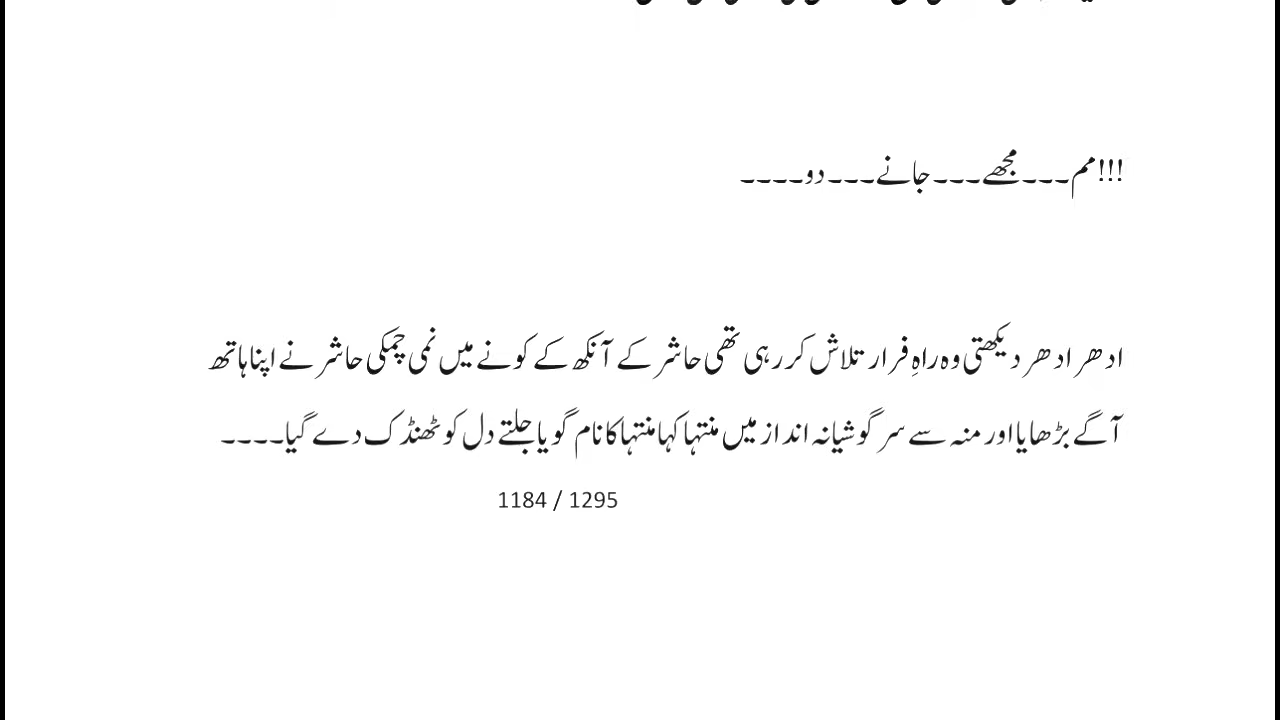 !!!مم۔۔۔مجھے۔۔۔جانے۔۔۔دو۔۔۔۔
ادھر ادھر دیکھتی وہ راہِ فرار تلاش کر رہی تھی حاشر کے آنکھ کے کونے میں نمی چمکی حاشر نے اپنا ہاتھ
آگے بڑھایا اور منہ سے سرگوشیانہ انداز میں منتہا کہا منتہا کا نام گویا جلتے دل کو ٹھنڈک دے گیا۔۔۔۔
1184 / 1295